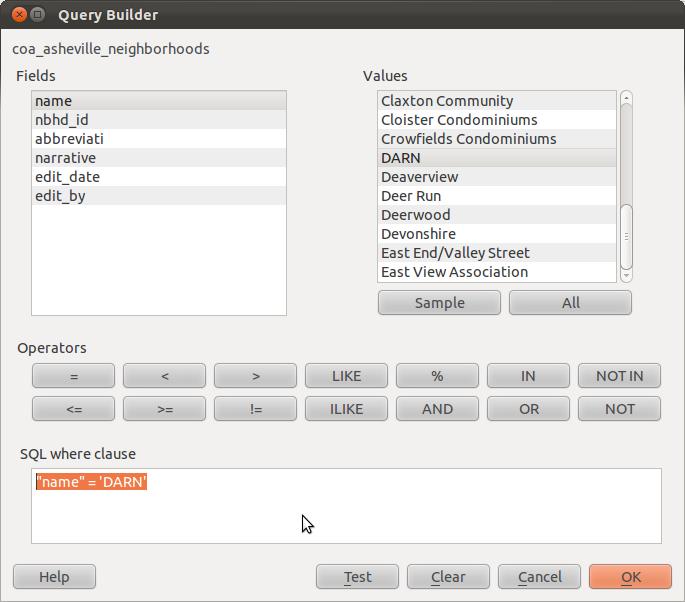 Query Builder
coa_asheville_neighborhoods
Fields
Values
name
nbhd_id
abbreviati
narrative
edit_date
edit_by
Claxton Community
Cloister Condominiums
Crowfields Condominiums
DARN
Deaverview
Deer Run
Deerwood
Devonshire
East End/Valley Street
East View Association
Sample All
Operators
= < > LIKE % IN NOT IN
<= >= != ILIKE AND OR NOT
SQL where clause
"name" = 'DARN'
Help Test Clear Cancel OK